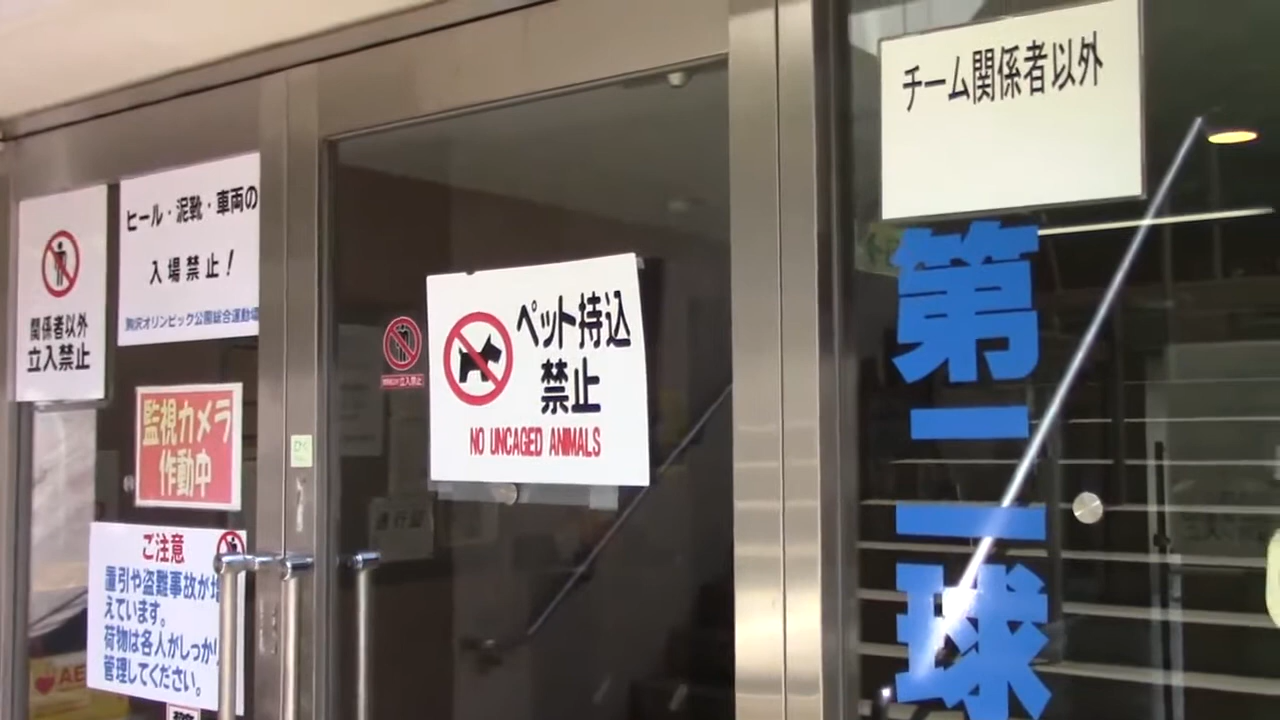 関係者以外
立入禁止
ヒール・泥靴・車両の
入場禁止!
駒沢オリンピック公園総合運動場
監視カメラ
作動中
ご注意
置引や盗難事故が増
えています。
荷物は各人がしっかり
管理してください。
AE
立入禁止
ペット持込
禁止
NO UNCAGED ANIMALS
チーム関係者以外
第二球